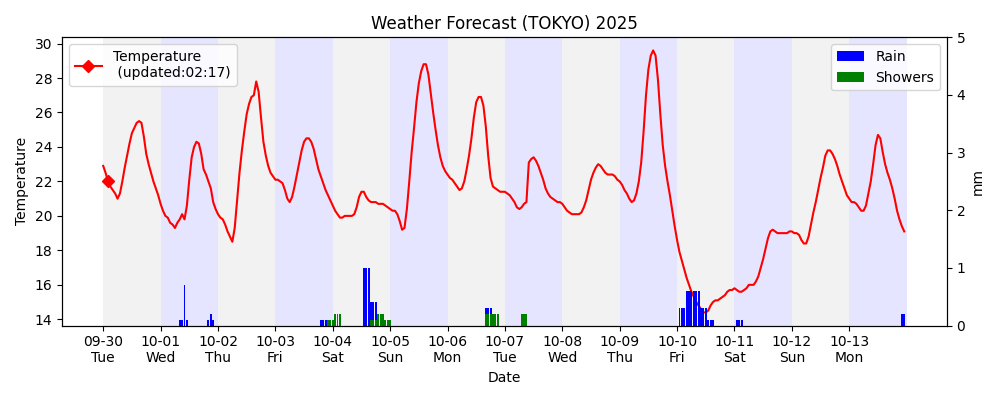 Weather Forecast (TOKYO) 2025
Temperature
(updated:02:17)
Rain
Showers
30
28
26
24
22
20
18
16
14
Temperature
5
4
3
2
1
0
mm
09-30 10-01 10-02 10-03 10-04 10-05 10-06 10-07 10-08 10-09 10-10 10-11 10-12 10-13
Tue Wed Thu Fri Sat Sun Mon Tue Wed Thu Fri Sat Sun Mon
Date